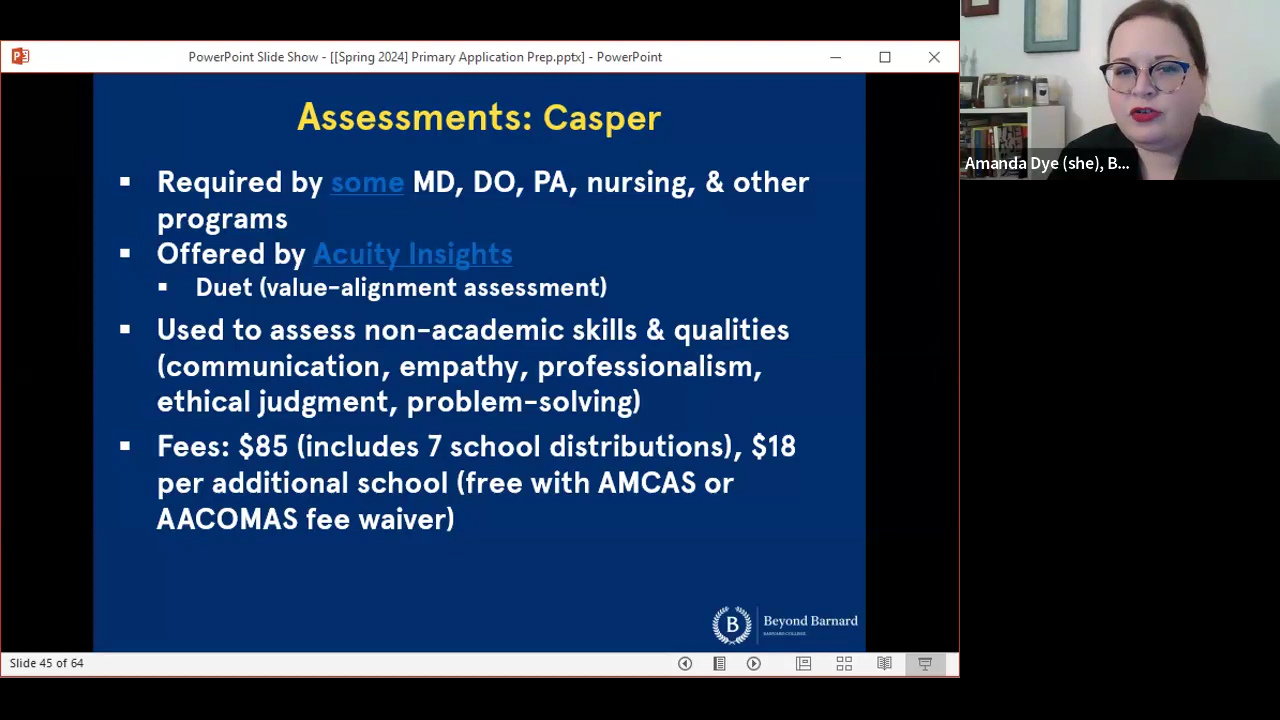 PowerPoint Slide Show - [[Spring 2024] Primary Application Prep.pptx] - PowerPoint
Assessments: Casper
▪ Required by some MD, DO, PA, nursing, & other
programs
▪ Offered by Acuity Insights
▪ Duet (value-alignment assessment)
▪ Used to assess non-academic skills & qualities
(communication, empathy, professionalism,
ethical judgment, problem-solving)
▪ Fees: $85 (includes 7 school distributions), $18
per additional school (free with AMCAS or
AACOMAS fee waiver)
B
Beyond Barnard
BARNARD COLLEGE
Slide 45 of 64
Amanda Dye (she), B...